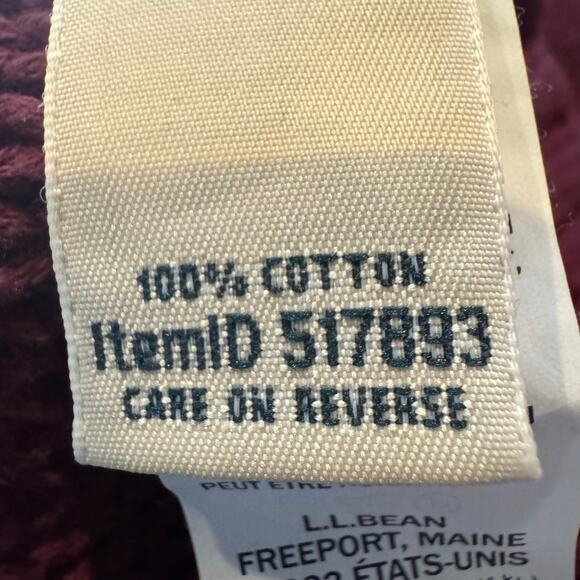 100% COTTON
ItemID 517893
CARE ON REVERSE
PEUT ÊTRE
L.L.BEAN
FREEPORT, MAINE
ÉTATS-UNIS